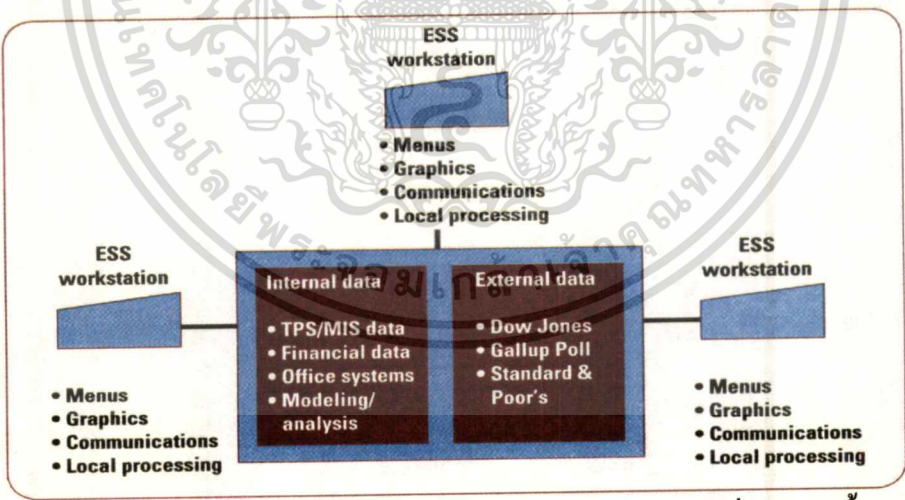 ESS
workstation
• Menus
• Graphics
• Communications
• Local processing
ESS
workstation
• Menus
• Graphics
• Communications
• Local processing
Internal data
• TPS/MIS data
• Financial data
• Office systems
• Modeling/
analysis
External data
• Dow Jones
• Gallup Poll
• Standard &
Poor's
ESS
workstation
• Menus
• Graphics
• Communications
• Local processing